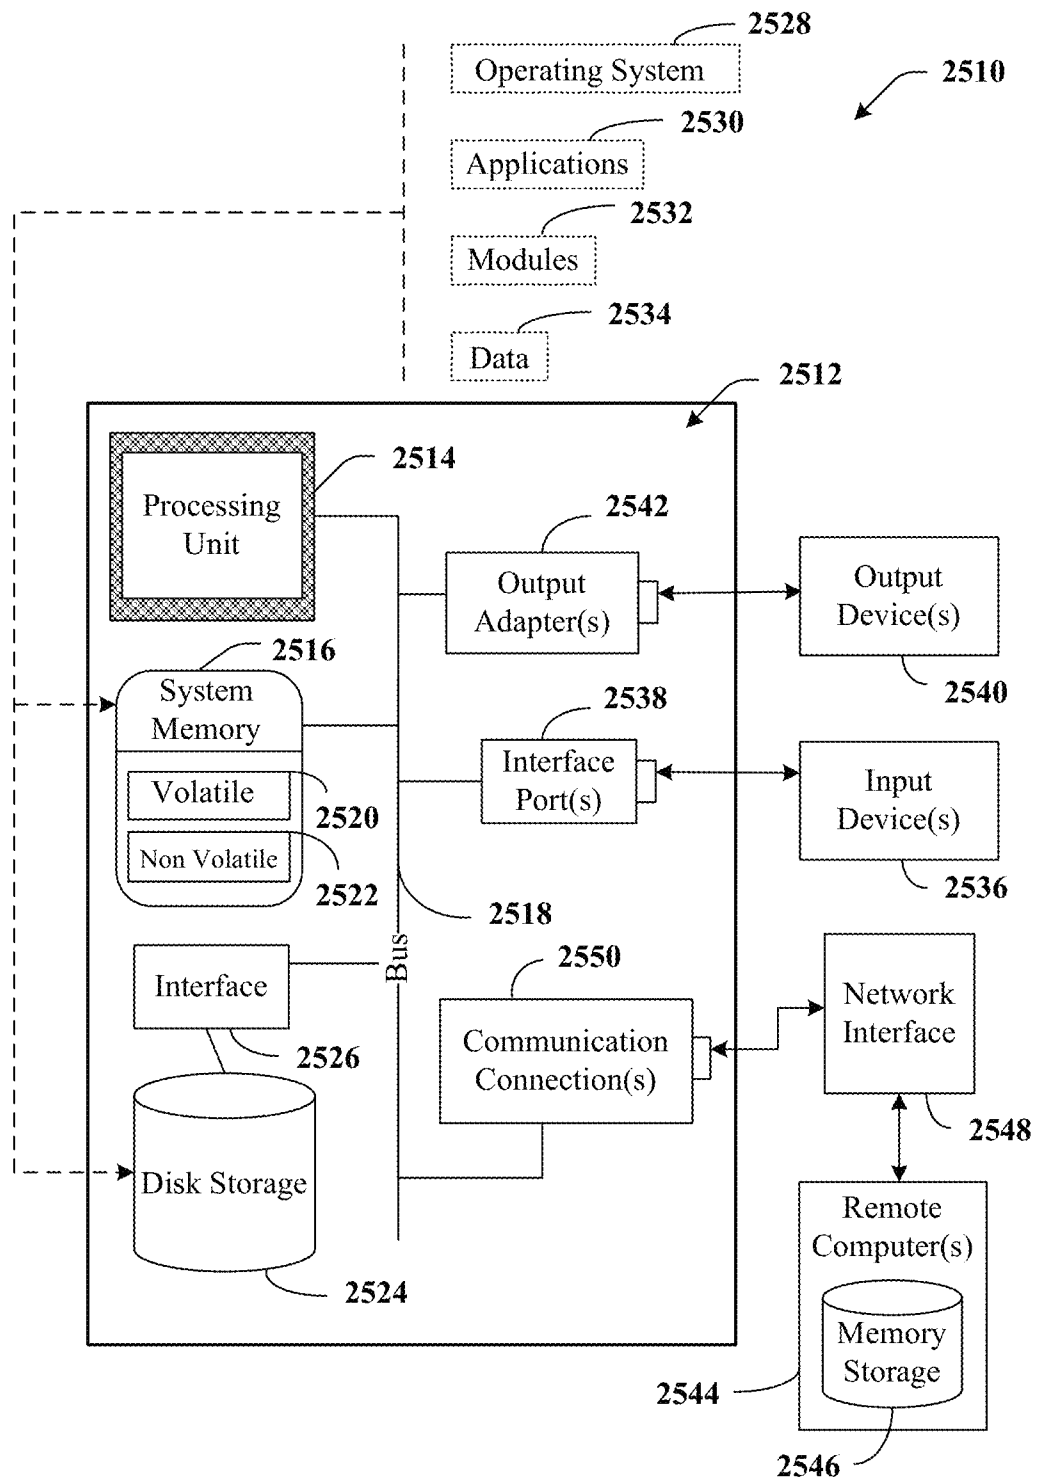 2528
Operating System
2510
2530
Applications
2532
Modules
2534
Data
2512
2514
Processing
Unit
2542
Output
Adapter(s)
Output
Device(s)
2540
2516
System
Memory
2538
Interface
Port(s)
Input
Device(s)
2536
Volatile
2520
Non Volatile
2522
2518
Bus
2550
Interface
2526
Communication
Connection(s)
Network
Interface
2548
Disk Storage
2524
Remote
Computer(s)
Memory
Storage
2544
2546